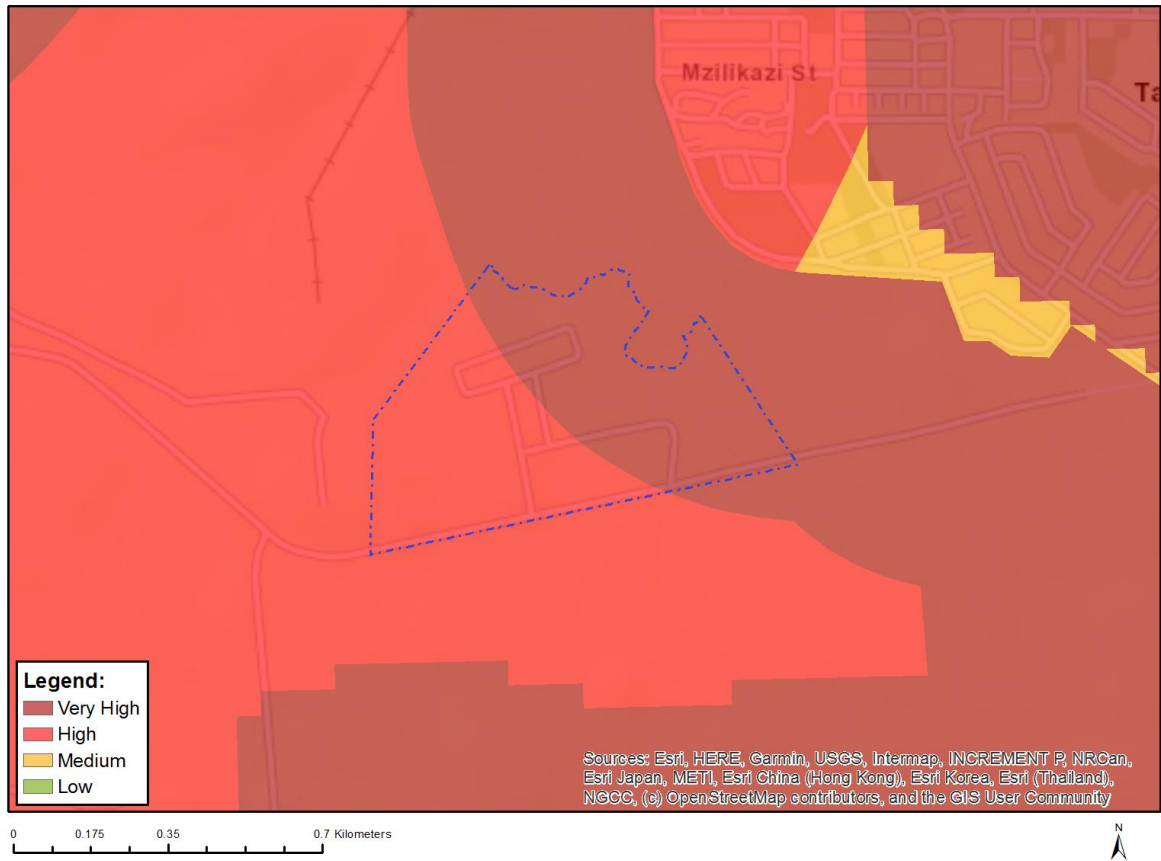 Mzilikazi St
Ta
Legend:
Very High
High
Medium
Low
Sources: Esri, HERE, Garmin, USGS, Intermap, INCREMENT P, NRCan,
Esri Japan, METI, Esri China (Hong Kong), Esri Korea, Esri (Thailand),
NGCC, (c) OpenStreetMap contributors, and the GIS User Community
0 0.175 0.35 0.7 Kilometers
N